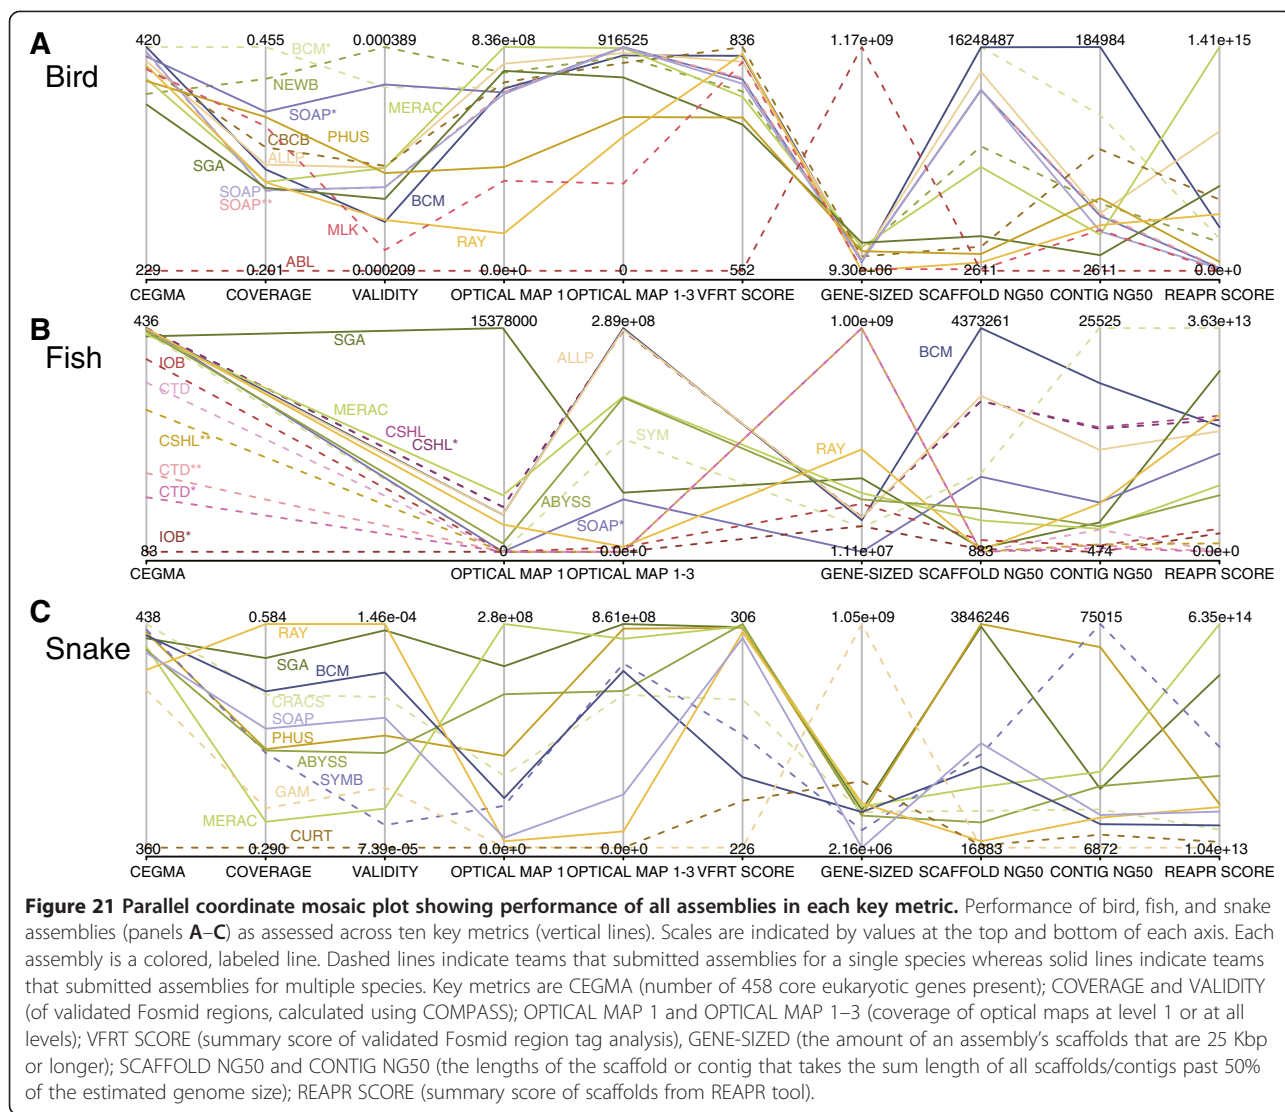 A
Bird
420 0.455 0.000389 8.36e+08 916525 836 1.17e+09 16248487 184984 1.41e+15
BCM*
NEWB
SOAP*
MERAC
PHUS
CBCB
ALLP
SGA
SOAP
SOAP**
BCM
MLK
RAY
ABL
229 0.201 0.000209 0.0e+0 0 552 9.30e+06 2611 2611 0.0e+0
CEGMA COVERAGE VALIDITY OPTICAL MAP 1 OPTICAL MAP 1-3 VFRT SCORE GENE-SIZED SCAFFOLD NG50 CONTIG NG50 REAPR SCORE
B
Fish
436 15378000 2.89e+08 1.00e+09 4373261 25525 3.63e+13
SGA
BCM
ALLP
IOB
CTD
MERAC
CSHL
CSHL*
SYM
CSHL**
RAY
CTD**
CTD*
ABYSS
SOAP*
IOB*
83 0 0.0e+0 1.11e+07 883 474 0.0e+0
CEGMA OPTICAL MAP 1 OPTICAL MAP 1-3 GENE-SIZED SCAFFOLD NG50 CONTIG NG50 REAPR SCORE
C
Snake
438 0.584 1.46e-04 2.8e+08 8.61e+08 306 1.05e+09 3846246 75015 6.35e+14
RAY
SGA
BCM
CRACS
SOAP
PHUS
ABYSS
SYMB
GAM
MERAC
CURT
360 0.290 7.39e-05 0.0e+0 0.0e+0 226 2.16e+06 16883 6872 1.04e+13
CEGMA COVERAGE VALIDITY OPTICAL MAP 1 OPTICAL MAP 1-3 VFRT SCORE GENE-SIZED SCAFFOLD NG50 CONTIG NG50 REAPR SCORE
Figure 21 Parallel coordinate mosaic plot showing performance of all assemblies in each key metric. Performance of bird, fish, and snake
assemblies (panels A–C) as assessed across ten key metrics (vertical lines). Scales are indicated by values at the top and bottom of each axis. Each
assembly is a colored, labeled line. Dashed lines indicate teams that submitted assemblies for a single species whereas solid lines indicate teams
that submitted assemblies for multiple species. Key metrics are CEGMA (number of 458 core eukaryotic genes present); COVERAGE and VALIDITY
(of validated Fosmid regions, calculated using COMPASS); OPTICAL MAP 1 and OPTICAL MAP 1–3 (coverage of optical maps at level 1 or at all
levels); VFRT SCORE (summary score of validated Fosmid region tag analysis), GENE-SIZED (the amount of an assembly's scaffolds that are 25 Kbp
or longer); SCAFFOLD NG50 and CONTIG NG50 (the lengths of the scaffold or contig that takes the sum length of all scaffolds/contigs past 50%
of the estimated genome size); REAPR SCORE (summary score of scaffolds from REAPR tool).